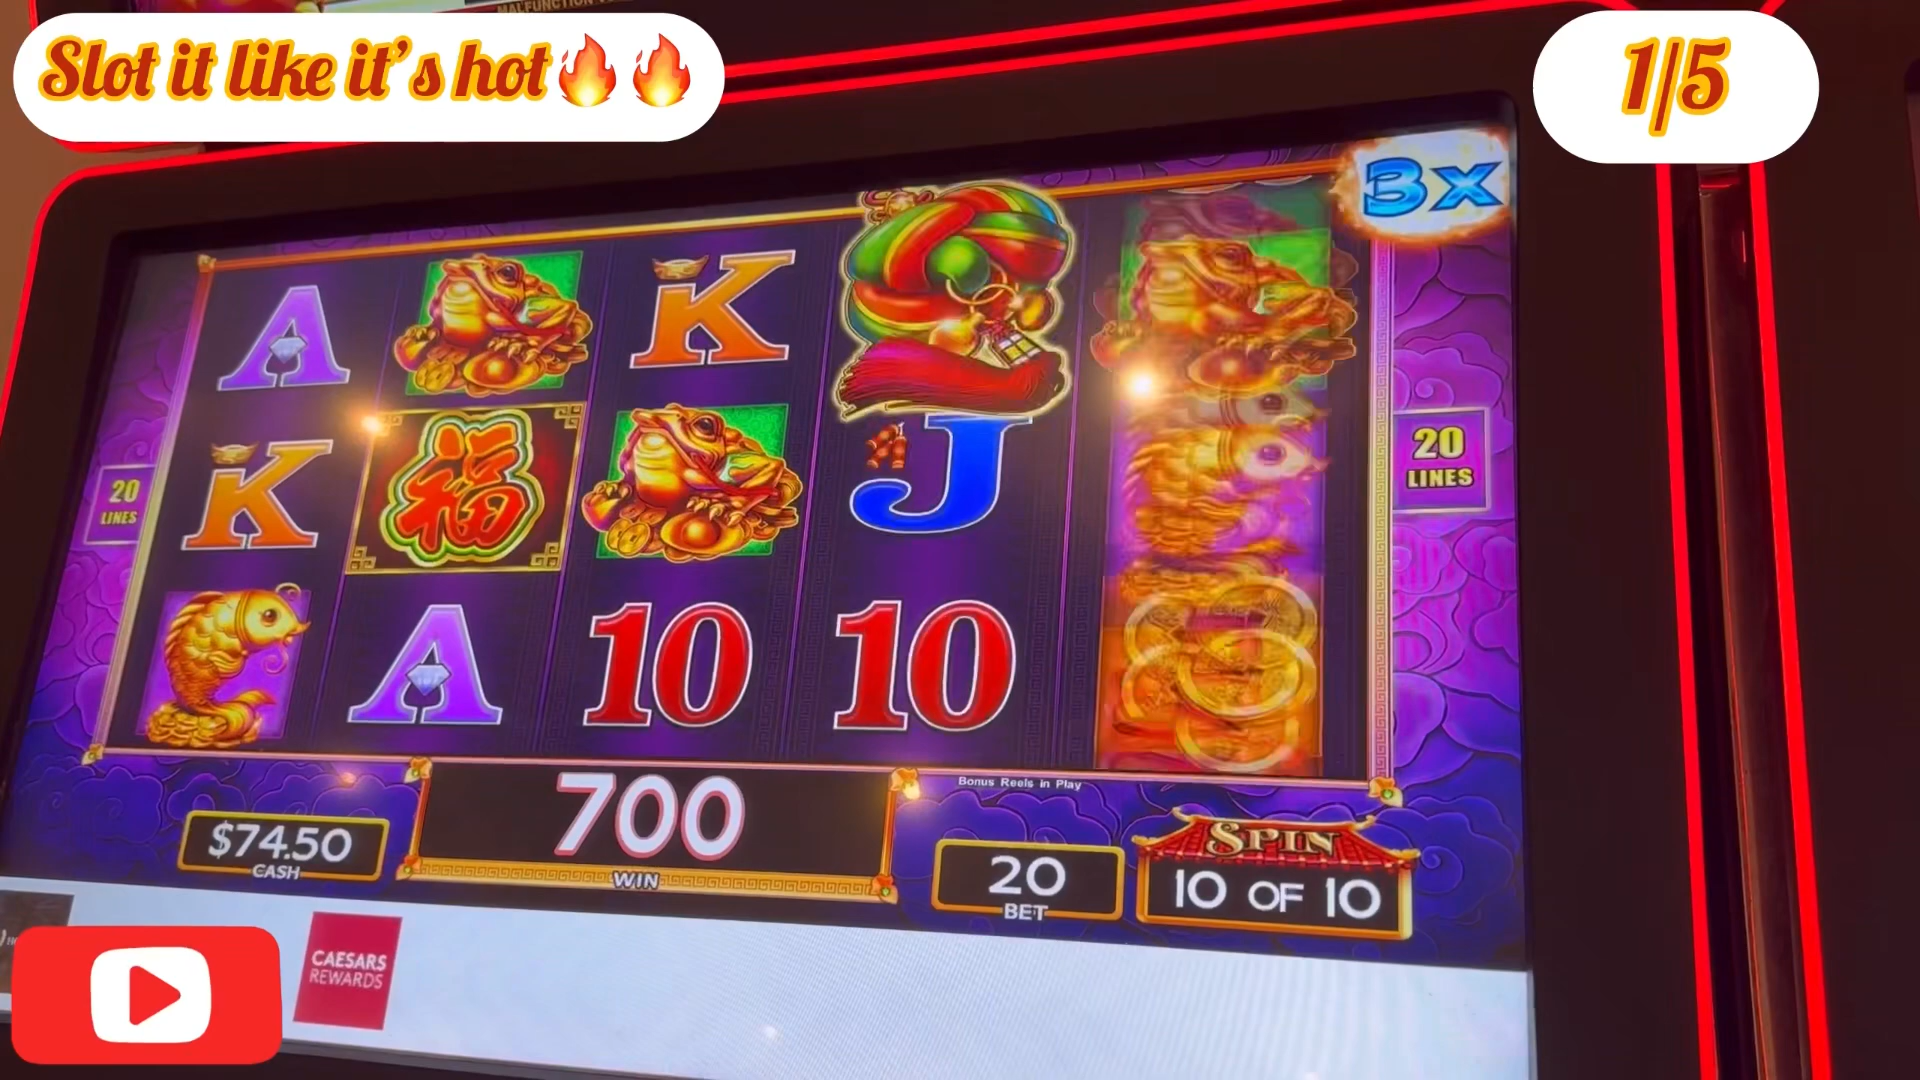 MALFUNCTION
Slot it like it's hot🔥🔥
1/5
3X
A
K
K
福
J
20
LINES
20
LINES
A
10
10
700
WIN
Bonus Reels in Play
$74.50
CASH
20
BET
SPIN
10 OF 10
CAESARS
REWARDS